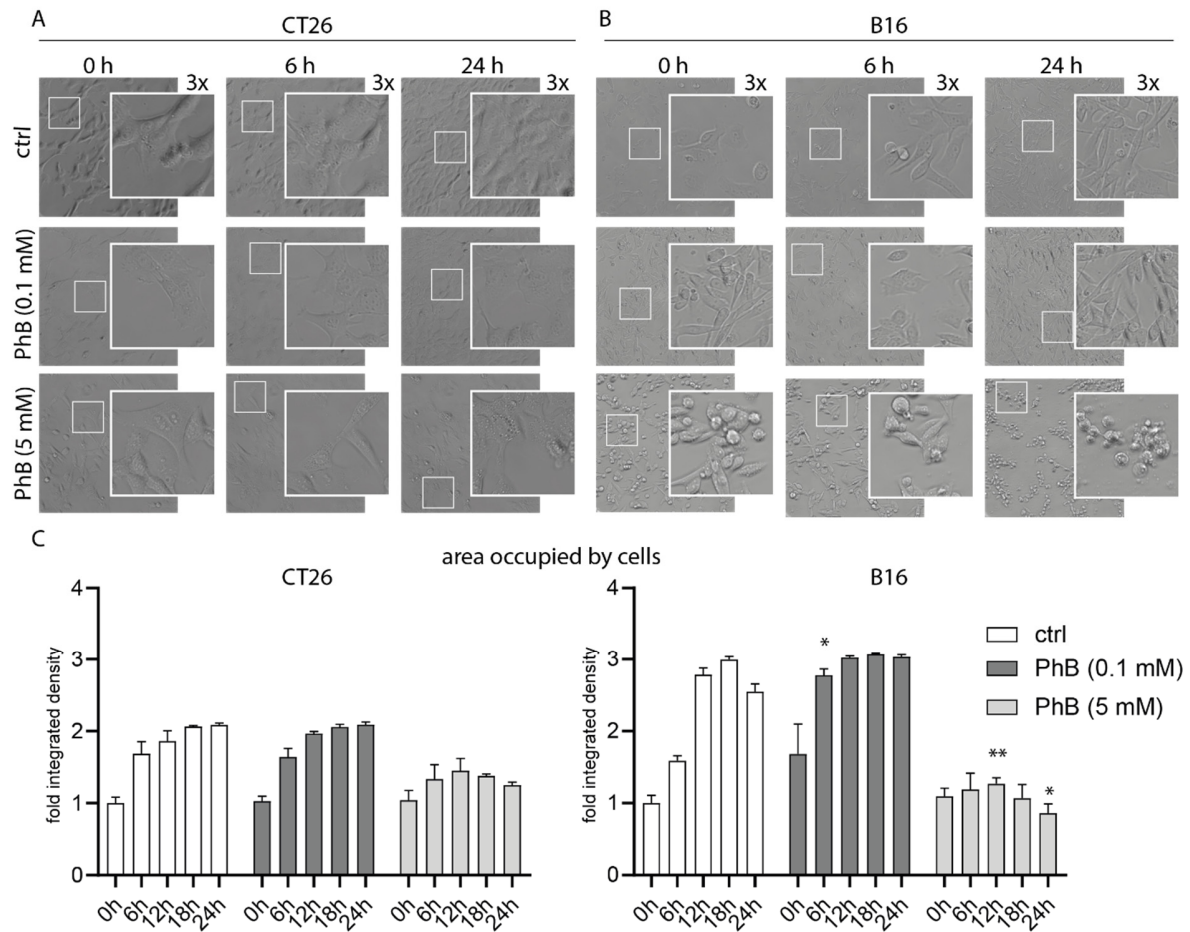 A
CT26
B
B16
0 h
6 h
24 h
0 h
6 h
24 h
3x
3x
3x
3x
3x
3x
ctrl
PhB (0.1 mM)
PhB (5 mM)
C
area occupied by cells
CT26
B16
fold integrated density
4
3
2
1
0
0h
6h
12h
18h
24h
0h
6h
12h
18h
24h
0h
6h
12h
18h
24h
fold integrated density
4
3
2
1
0
*
**
*
0h
6h
12h
18h
24h
0h
6h
12h
18h
24h
0h
6h
12h
18h
24h
ctrl
PhB (0.1 mM)
PhB (5 mM)